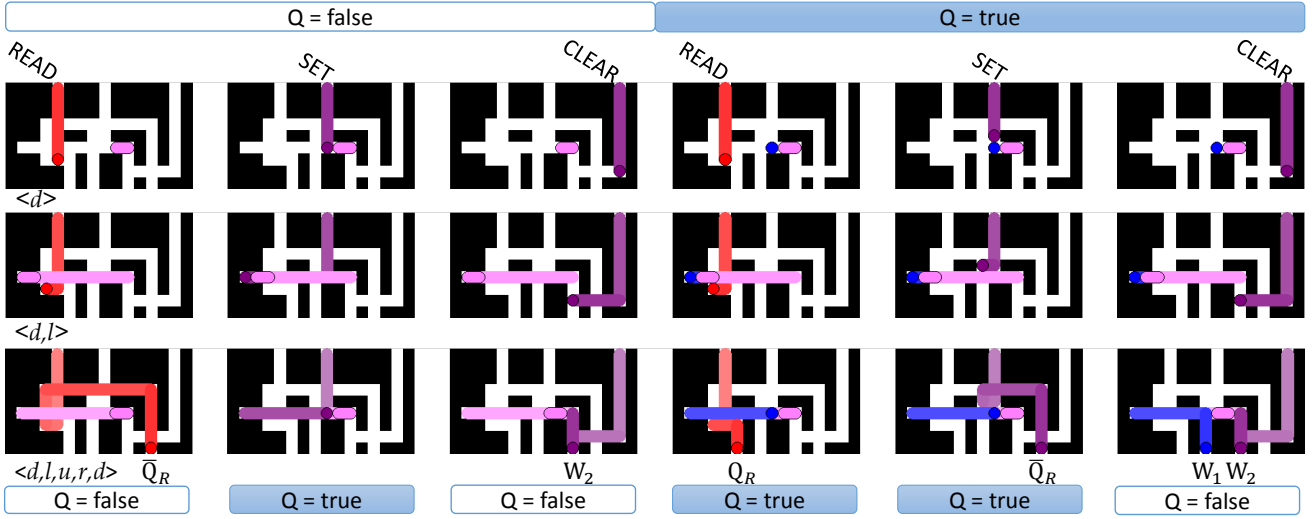 Q = false
Q = true
READ
SET
CLEAR
READ
SET
CLEAR
<d>
<d,l>
<d,l,u,r,d>
Q̅R
W2
QR
Q̅R
W1 W2
Q = false
Q = true
Q = false
Q = true
Q = true
Q = false